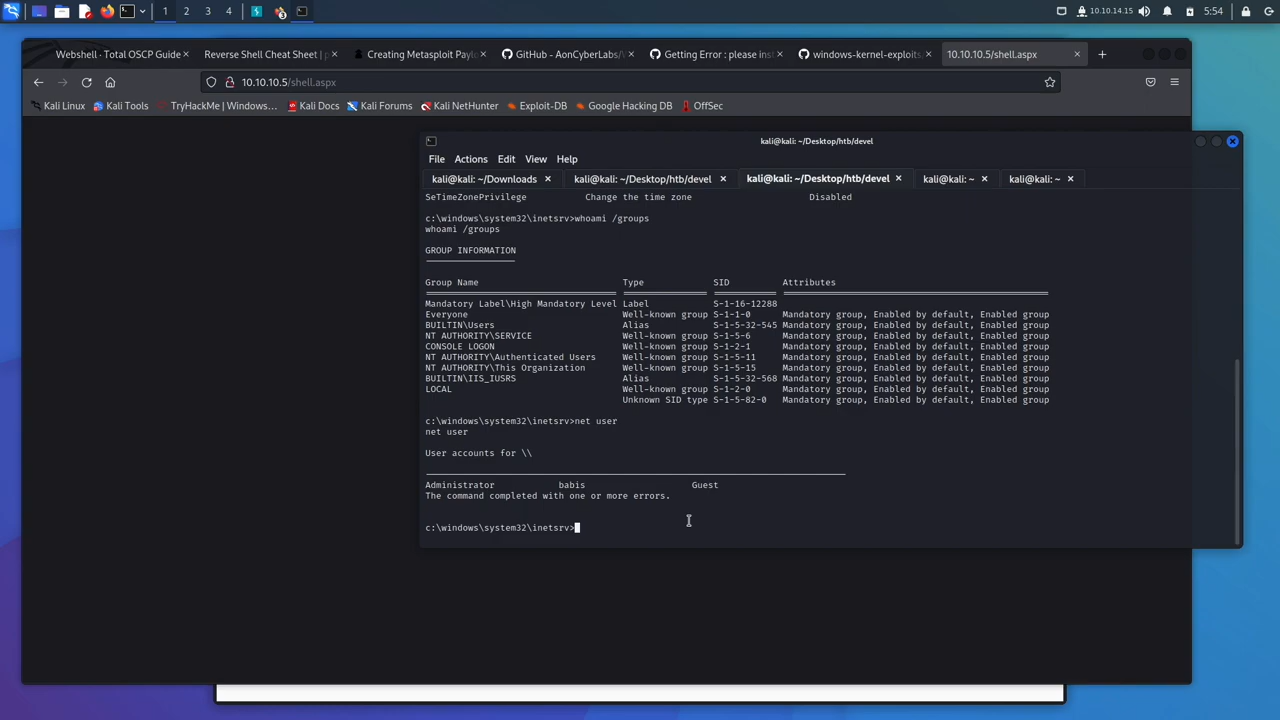 1 2 3 4 10.10.14.15 5:54
Webshell · Total OSCP Guide Reverse Shell Cheat Sheet | p Creating Metasploit Paylo GitHub - AonCyberLabs/V Getting Error : please inst windows-kernel-exploits, 10.10.10.5/shell.aspx
10.10.10.5/shell.aspx
Kali Linux Kali Tools TryHackMe | Windows… Kali Docs Kali Forums Kali NetHunter Exploit-DB Google Hacking DB OffSec
kali@kali: ~/Desktop/htb/devel
File Actions Edit View Help
kali@kali: ~/Downloads kali@kali: ~/Desktop/htb/devel kali@kali: ~/Desktop/htb/devel kali@kali: ~ kali@kali: ~
SeTimeZonePrivilege Change the time zone Disabled
c:\windows\system32\inetsrv>whoami /groups
whoami /groups
GROUP INFORMATION
Group Name Type SID Attributes
Mandatory Label\High Mandatory Level Label S-1-16-12288
Everyone Well-known group S-1-1-0 Mandatory group, Enabled by default, Enabled group
BUILTIN\Users Alias S-1-5-32-545 Mandatory group, Enabled by default, Enabled group
NT AUTHORITY\SERVICE Well-known group S-1-5-6 Mandatory group, Enabled by default, Enabled group
CONSOLE LOGON Well-known group S-1-2-1 Mandatory group, Enabled by default, Enabled group
NT AUTHORITY\Authenticated Users Well-known group S-1-5-11 Mandatory group, Enabled by default, Enabled group
NT AUTHORITY\This Organization Well-known group S-1-5-15 Mandatory group, Enabled by default, Enabled group
BUILTIN\IIS_IUSRS Alias S-1-5-32-568 Mandatory group, Enabled by default, Enabled group
LOCAL Well-known group S-1-2-0 Mandatory group, Enabled by default, Enabled group
Unknown SID type S-1-5-82-0 Mandatory group, Enabled by default, Enabled group
c:\windows\system32\inetsrv>net user
net user
User accounts for \\
Administrator babis Guest
The command completed with one or more errors.
c:\windows\system32\inetsrv>